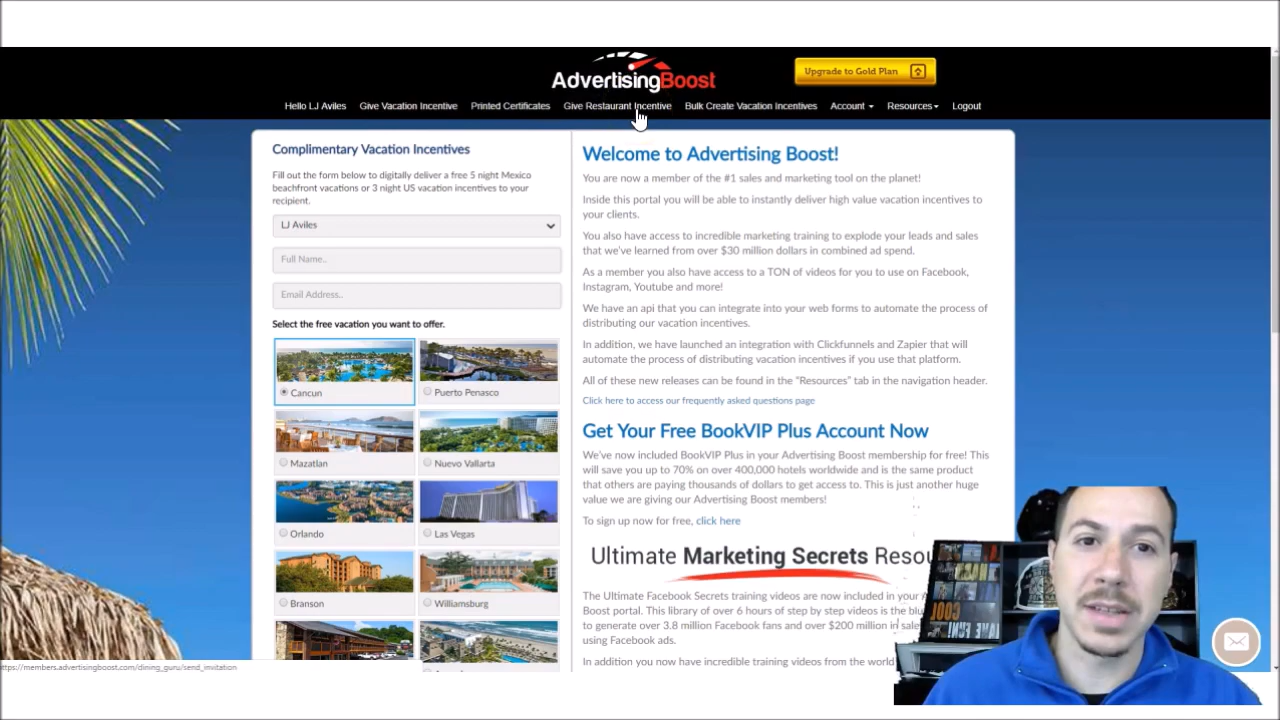 AdvertisingBoost
Upgrade to Gold Plan
Hello LJ Aviles Give Vacation Incentive Printed Certificates Give Restaurant Incentive Bulk Create Vacation Incentives Account Resources Logout
Complimentary Vacation Incentives
Fill out the form below to digitally deliver a free 5 night Mexico
beachfront vacations or 3 night US vacation incentives to your
recipient.
LJ Aviles
Full Name..
Email Address..
Select the free vacation you want to offer.
Cancun
Puerto Penasco
Mazatlan
Nuevo Vallarta
Orlando
Las Vegas
Branson
Williamsburg
Welcome to Advertising Boost!
You are now a member of the #1 sales and marketing tool on the planet!
Inside this portal you will be able to instantly deliver high value vacation incentives to
your clients.
You also have access to incredible marketing training to explode your leads and sales
that we've learned from over $30 million dollars in combined ad spend.
As a member you also have access to a TON of videos for you to use on Facebook,
Instagram, Youtube and more!
We have an api that you can integrate into your web forms to automate the process of
distributing our vacation incentives.
In addition, we have launched an integration with Clickfunnels and Zapier that will
automate the process of distributing vacation incentives if you use that platform.
All of these new releases can be found in the "Resources" tab in the navigation header.
Click here to access our frequently asked questions page
Get Your Free BookVIP Plus Account Now
We've now included BookVIP Plus in your Advertising Boost membership for free! This
will save you up to 70% on over 400,000 hotels worldwide and is the same product
that others are paying thousands of dollars to get access to. This is just another huge
value we are giving our Advertising Boost members!
To sign up now for free, click here
Ultimate Marketing Secrets Resou
The Ultimate Facebook Secrets training videos are now included in your
Boost portal. This library of over 6 hours of step by step videos is the blu
to generate over 3.8 million Facebook fans and over $200 million in sale
using Facebook ads.
In addition you now have incredible training videos from the world
https://members.advertisingboost.com/dining_guru/send_invitation